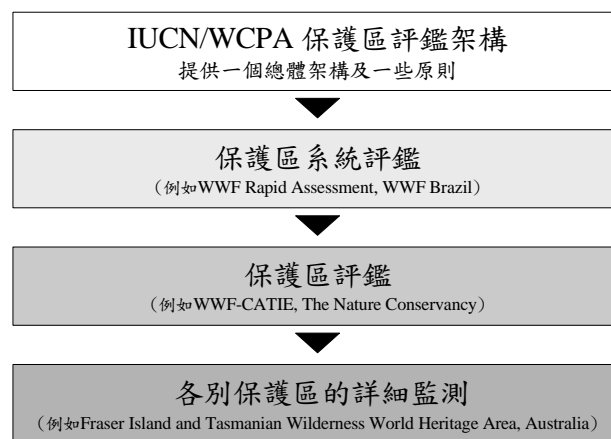 IUCN/WCPA 保護區評鑑架構
提供一個總體架構及一些原則
保護區系統評鑑
（例如WWF Rapid Assessment, WWF Brazil）
保護區評鑑
（例如WWF-CATIE, The Nature Conservancy）
各別保護區的詳細監測
（例如Fraser Island and Tasmanian Wilderness World Heritage Area, Australia）